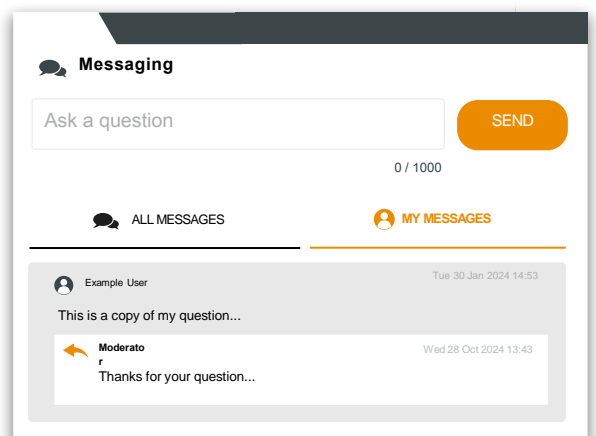 Messaging
Ask a question
SEND
0 / 1000
ALL MESSAGES
MY MESSAGES
Example User
Tue 30 Jan 2024 14:53
This is a copy of my question...
Moderato
r
Wed 28 Oct 2024 13:43
Thanks for your question...